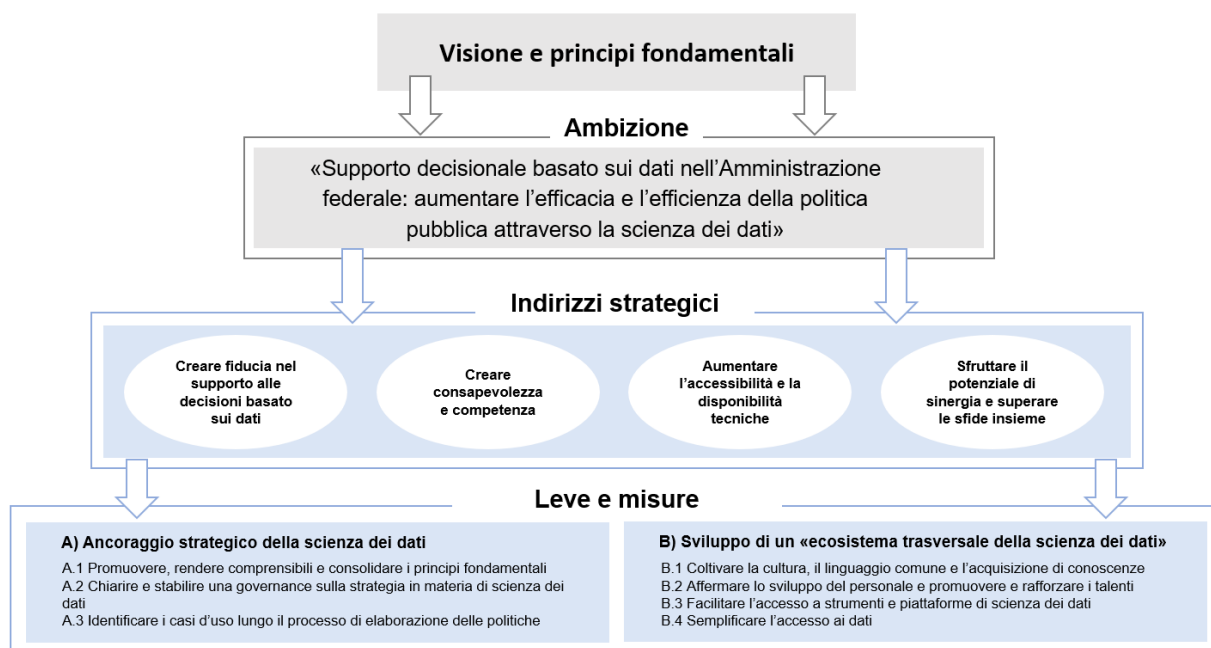 Visione e principi fondamentali
Ambizione
«Supporto decisionale basato sui dati nell’Amministrazione
federale: aumentare l’efficacia e l’efficienza della politica
pubblica attraverso la scienza dei dati»
Indirizzi strategici
Creare fiducia nel
supporto alle
decisioni basato
sui dati
Creare
consapevolezza
e competenza
Aumentare
l’accessibilità e la
disponibilità
tecniche
Sfruttare il
potenziale di
sinergia e superare
le sfide insieme
Leve e misure
A) Ancoraggio strategico della scienza dei dati
A.1 Promuovere, rendere comprensibili e consolidare i principi fondamentali
A.2 Chiarire e stabilire una governance sulla strategia in materia di scienza dei
dati
A.3 Identificare i casi d’uso lungo il processo di elaborazione delle politiche
B) Sviluppo di un «ecosistema trasversale della scienza dei dati»
B.1 Coltivare la cultura, il linguaggio comune e l’acquisizione di conoscenze
B.2 Affermare lo sviluppo del personale e promuovere e rafforzare i talenti
B.3 Facilitare l’accesso a strumenti e piattaforme di scienza dei dati
B.4 Semplificare l’accesso ai dati